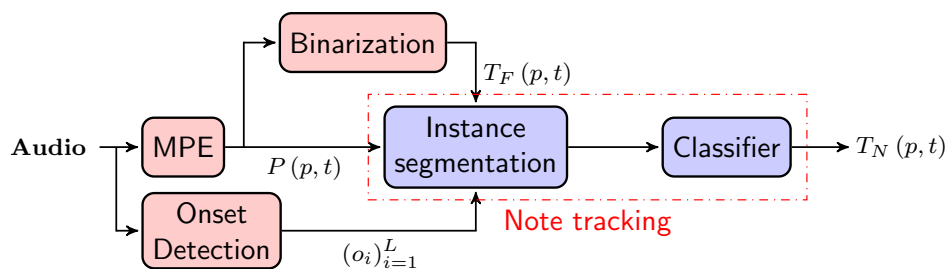 Binarization
T_F (p, t)
Audio
MPE
P (p, t)
Instance
segmentation
Classifier
T_N (p, t)
Onset
Detection
(o_i)_{i=1}^{L}
Note tracking